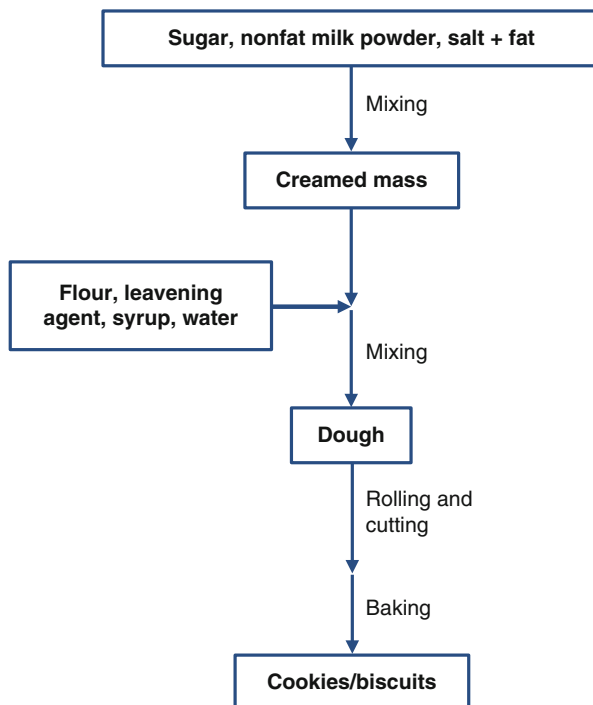 Sugar, nonfat milk powder, salt + fat
Mixing
Creamed mass
Flour, leavening
agent, syrup, water
Mixing
Dough
Rolling and
cutting
Baking
Cookies/biscuits